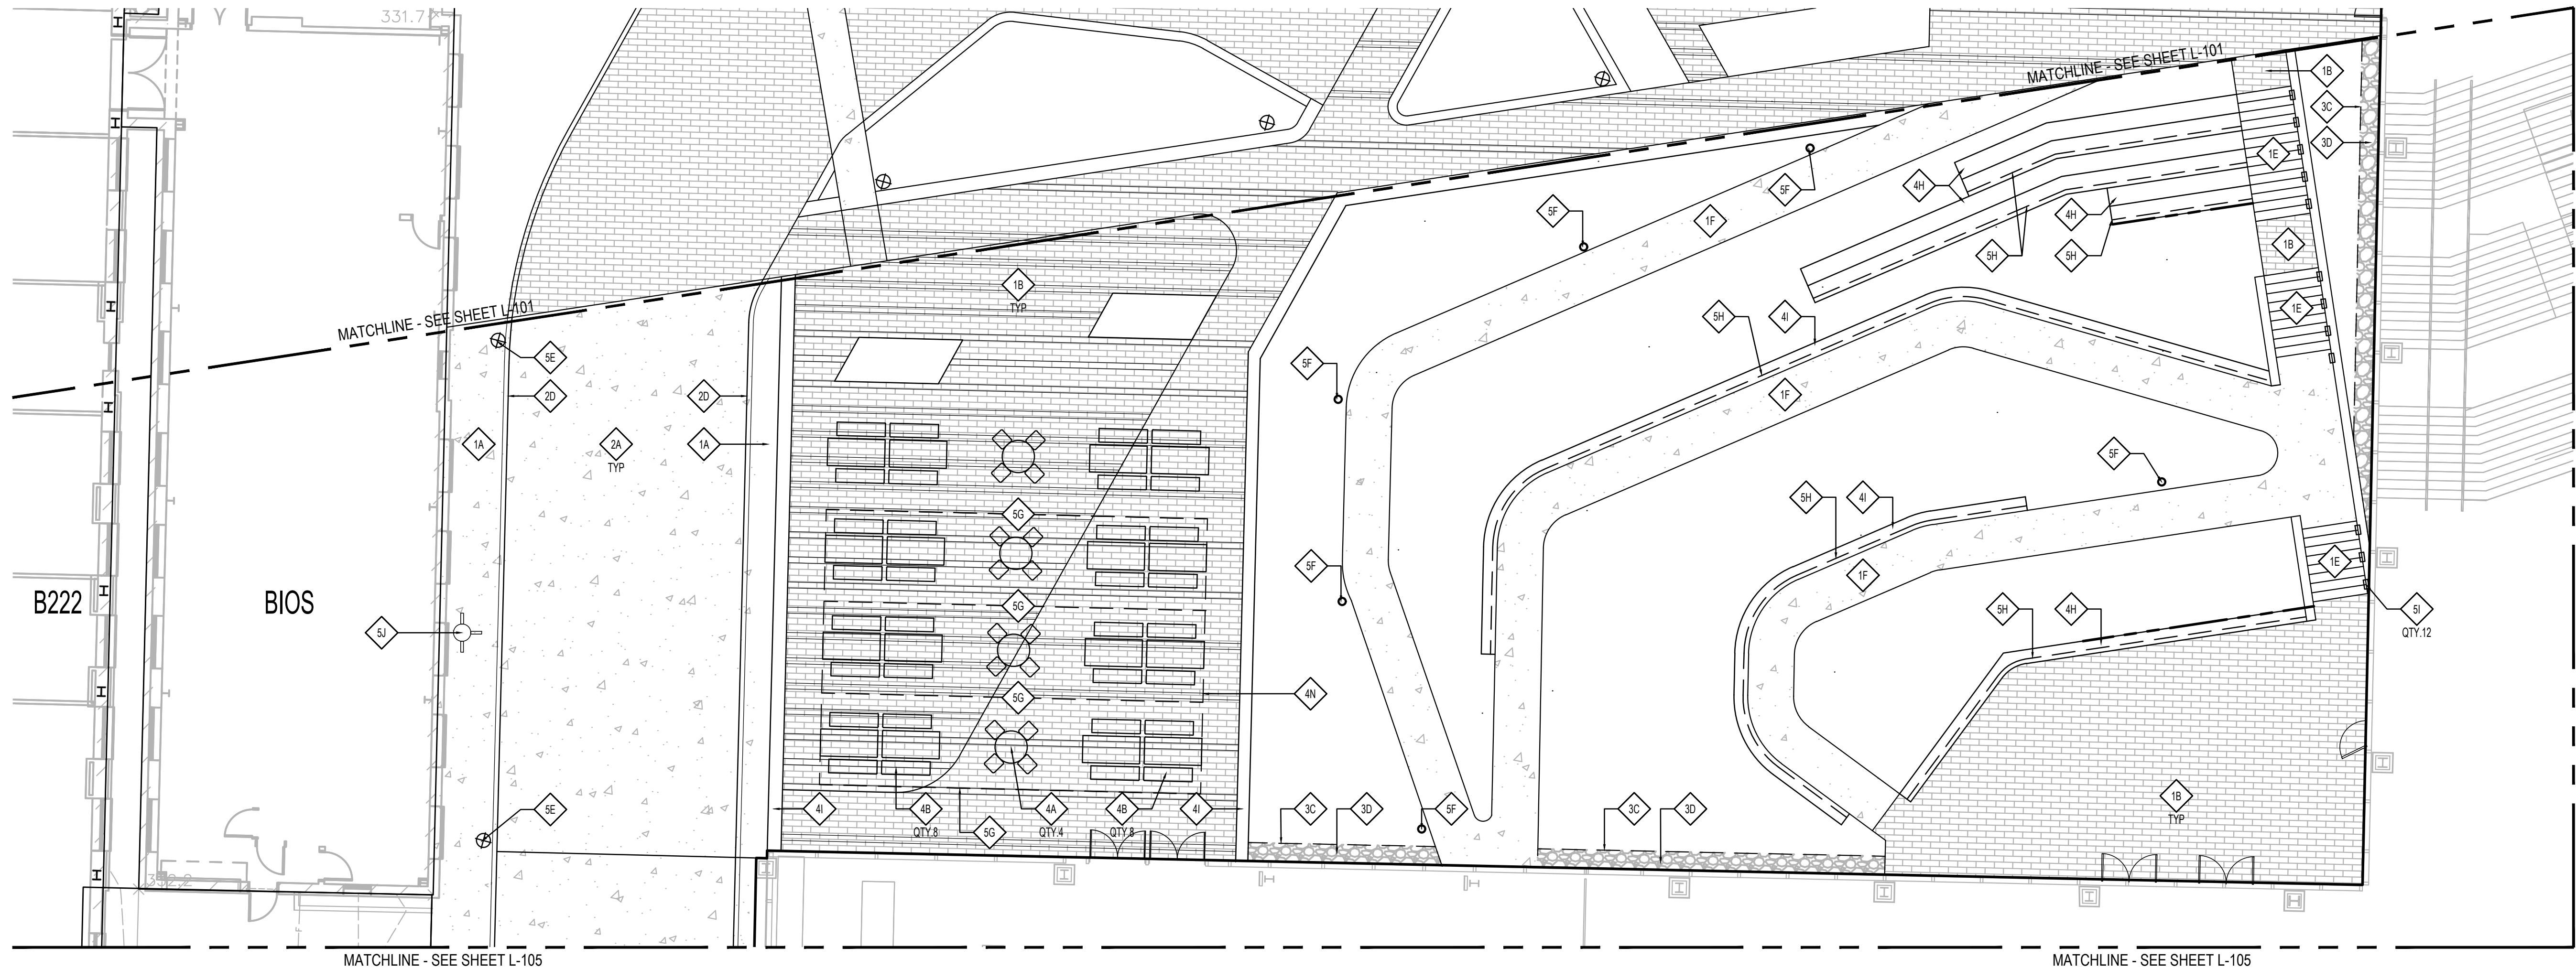 331.7
MATCHLINE - SEE SHEET L-101
1B
3C
3D
1E
4H
5F
5F
1F
4H
1B
5H
5H
1B
TYP
1E
MATCHLINE - SEE SHEET L-101
5H
4I
5E
5F
2D
2D
1F
1A
2A
TYP
1A
5F
5H
4I
5G
5F
1E
1F
B222
BIOS
5G
5H
4H
5I
QTY.12
5J
5G
4N
1B
TYP
5E
4I
4B
QTY.8
4A
QTY.4
4B
QTY.8
4I
3C
3D
5F
3C
3D
5G
332.2
MATCHLINE - SEE SHEET L-105
MATCHLINE - SEE SHEET L-105